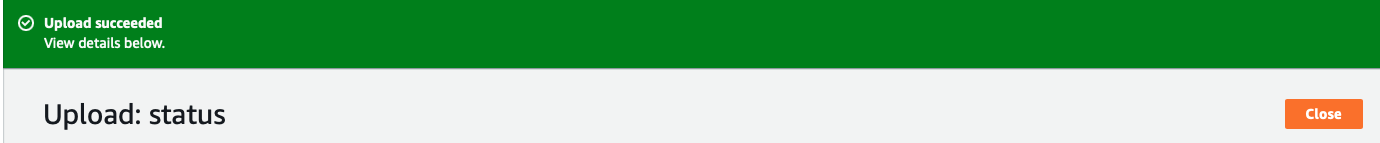 Upload succeeded
View details below.
Upload: status
Close